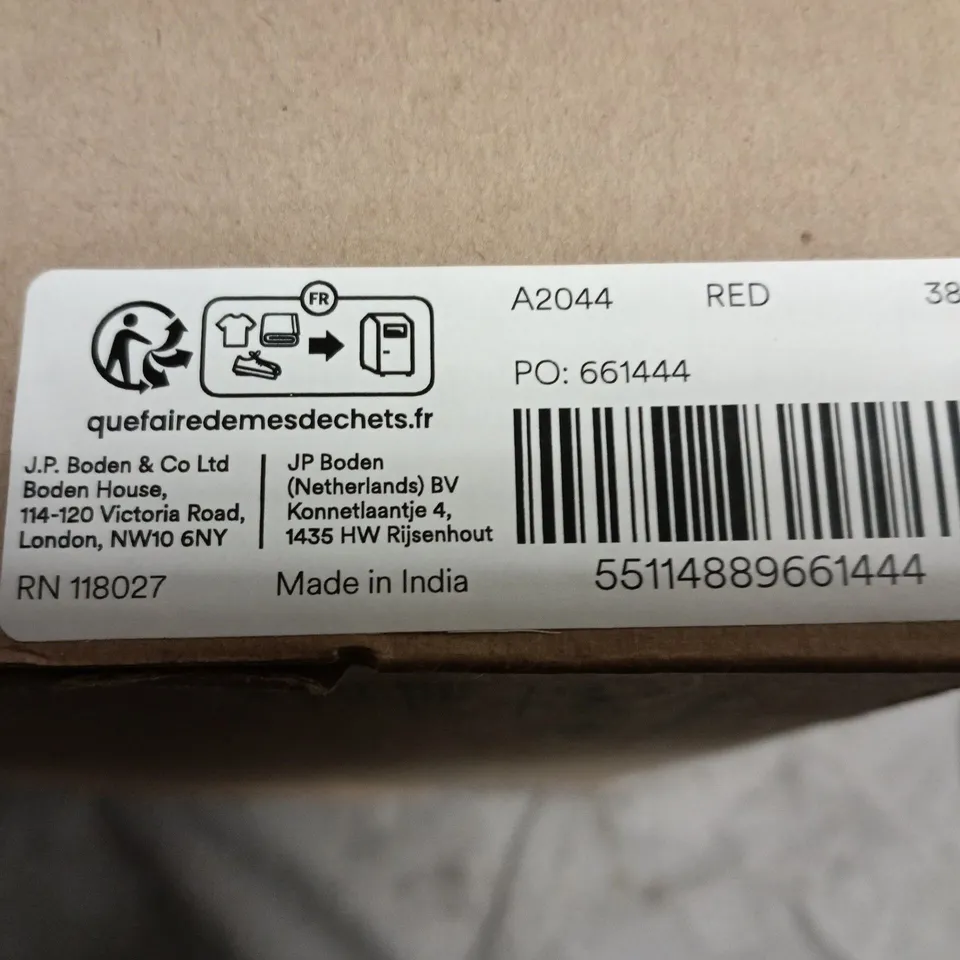 FR
A2044 RED 38
PO: 661444
quefairedemesdechets.fr
J.P. Boden & Co Ltd
Boden House,
114-120 Victoria Road,
London, NW10 6NY
JP Boden
(Netherlands) BV
Konnetlaantje 4,
1435 HW Rijsenhout
RN 118027
Made in India
55114889661444